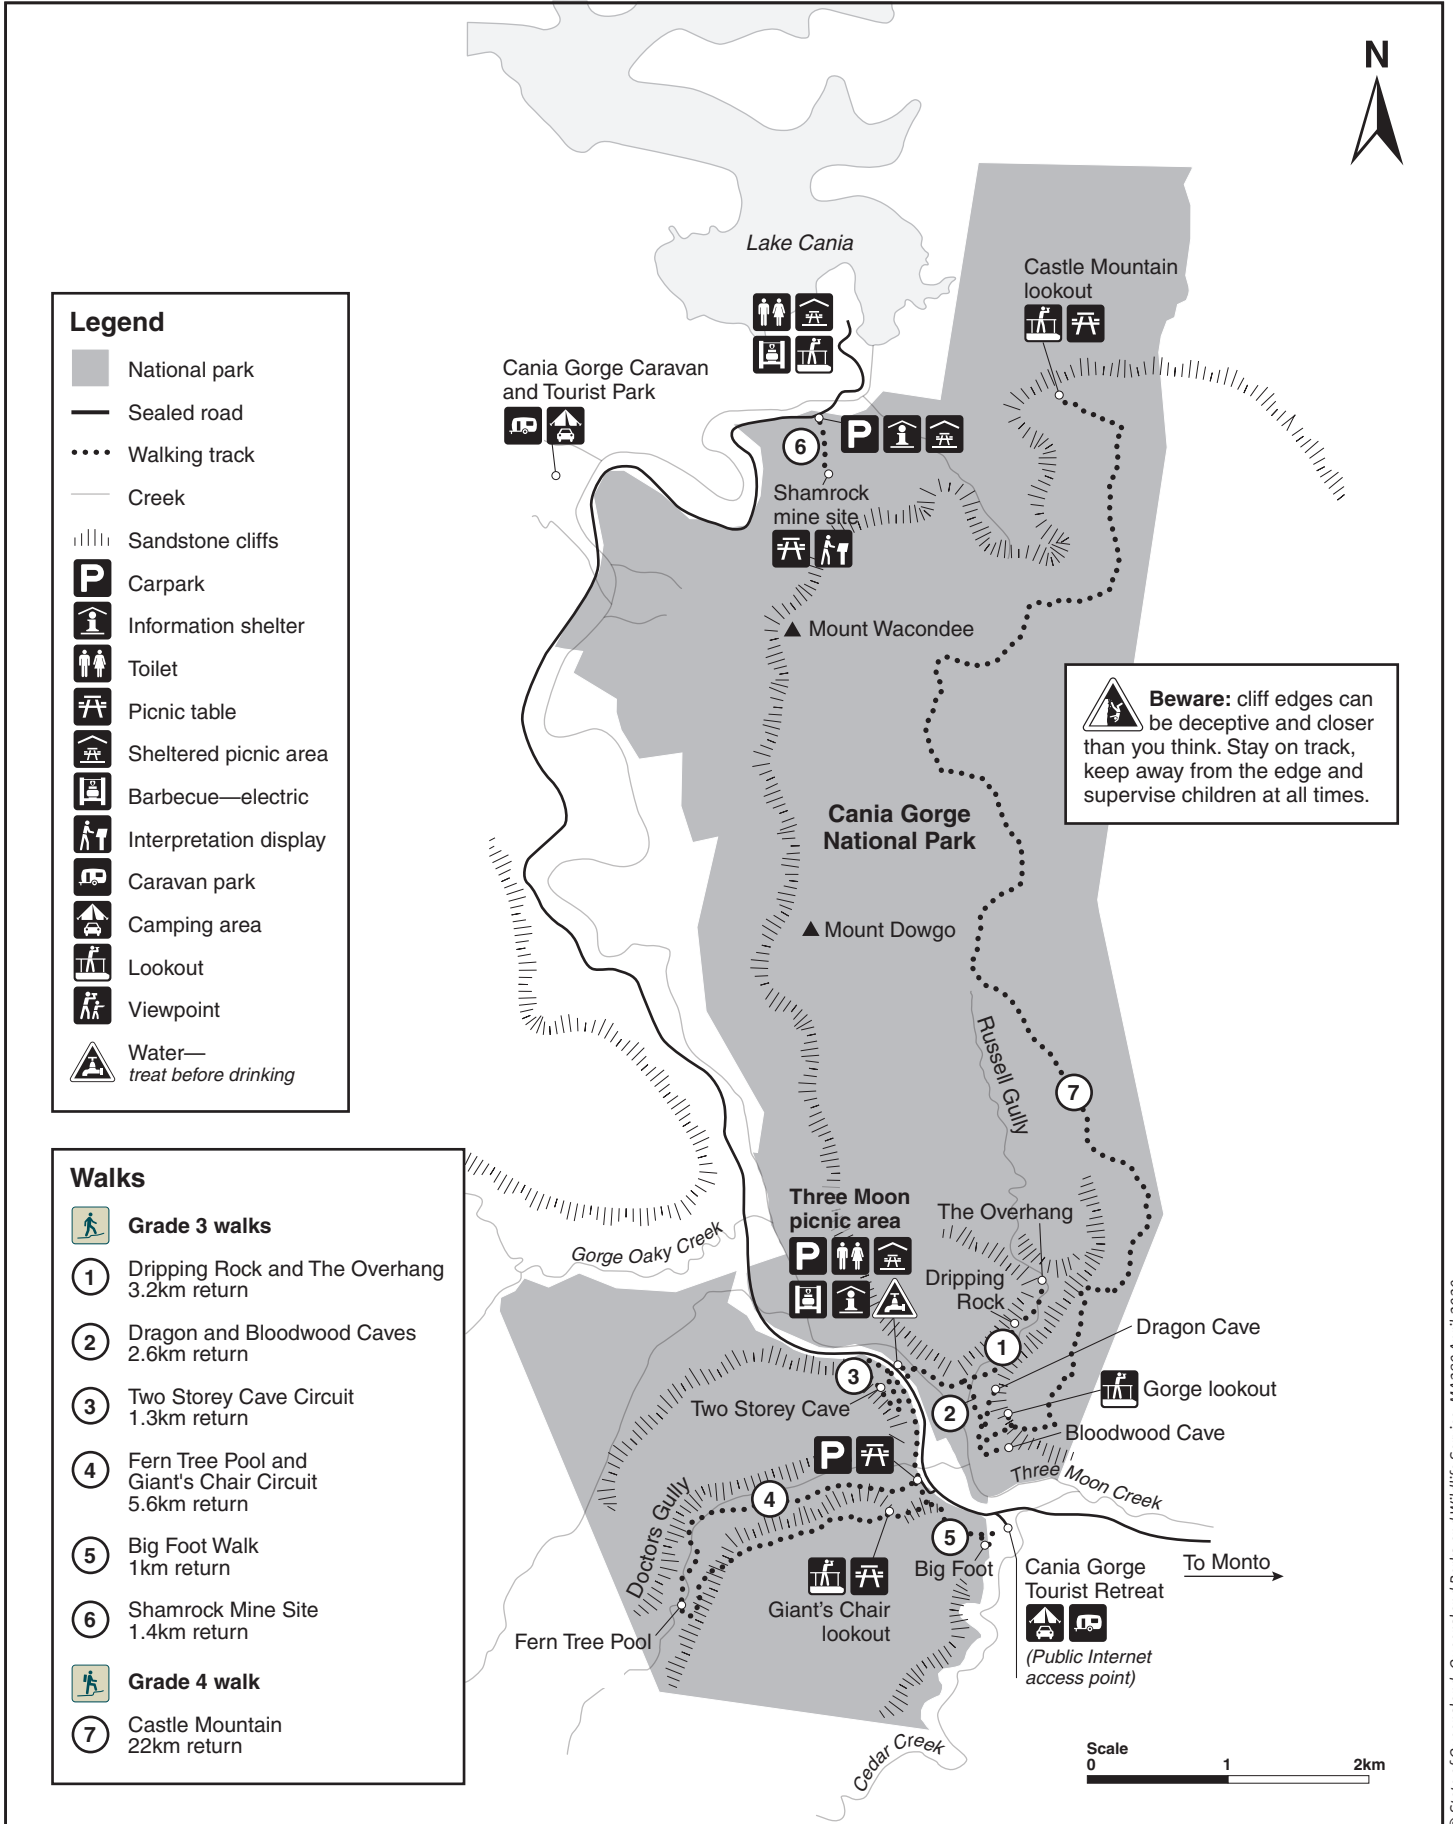 N
Lake Cania
Castle Mountain
lookout
Cania Gorge Caravan
and Tourist Park
P
6
Shamrock
mine site
Mount Wacondee
Beware: cliff edges can
be deceptive and closer
than you think. Stay on track,
keep away from the edge and
supervise children at all times.
Cania Gorge
National Park
Mount Dowgo
Russell Gully
7
Three Moon
picnic area
P
The Overhang
Gorge Oaky Creek
Dripping
Rock
1
Dragon Cave
3
Two Storey Cave
2
Gorge lookout
Bloodwood Cave
P
Three Moon Creek
4
Doctors Gully
5
Big Foot
Cania Gorge
Tourist Retreat
(Public Internet
access point)
To Monto
Giant's Chair
lookout
Fern Tree Pool
Cedar Creek
Scale
0 1 2km
Legend
National park
Sealed road
Walking track
Creek
Sandstone cliffs
P Carpark
Information shelter
Toilet
Picnic table
Sheltered picnic area
Barbecue—electric
Interpretation display
Caravan park
Camping area
Lookout
Viewpoint
Water—
treat before drinking
Walks
Grade 3 walks
1 Dripping Rock and The Overhang
3.2km return
2 Dragon and Bloodwood Caves
2.6km return
3 Two Storey Cave Circuit
1.3km return
4 Fern Tree Pool and
Giant's Chair Circuit
5.6km return
5 Big Foot Walk
1km return
6 Shamrock Mine Site
1.4km return
Grade 4 walk
7 Castle Mountain
22km return